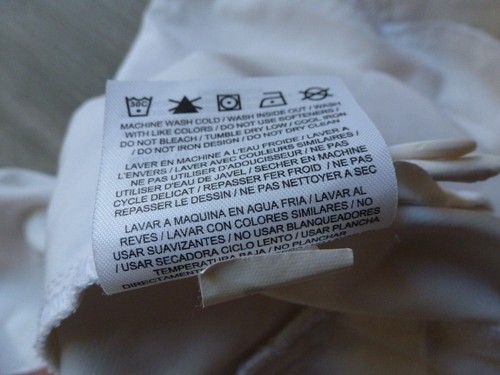 30C
MACHINE WASH COLD / WASH INSIDE OUT / WASH
WITH LIKE COLORS / DO NOT USE SOFTENERS /
DO NOT BLEACH / TUMBLE DRY LOW / COOL IRON
/ DO NOT IRON DESIGN / DO NOT DRY CLEAN
LAVER EN MACHINE A L'EAU FROIDE / LAVER A
L'ENVERS / LAVER AVEC COULEURS SIMILAIRES /
NE PAS UTILISER D'ADOUCISSEUR / NE PAS
UTILISER D'EAU DE JAVEL / SECHER EN MACHINE
CYCLE DELICAT / REPASSER FER FROID \ NE PAS
REPASSER LE DESSIN / NE PAS NETTOYER A SEC
LAVAR A MAQUINA EN AGUA FRIA / LAVAR AL
REVES / LAVAR CON COLORES SIMILARES / NO
USAR SUAVIZANTES / NO USAR BLANQUEADORES
/ USAR SECADORA CICLO LENTO / USAR PLANCHA
TEMPERATURA BAJA / NO PLANCHAR